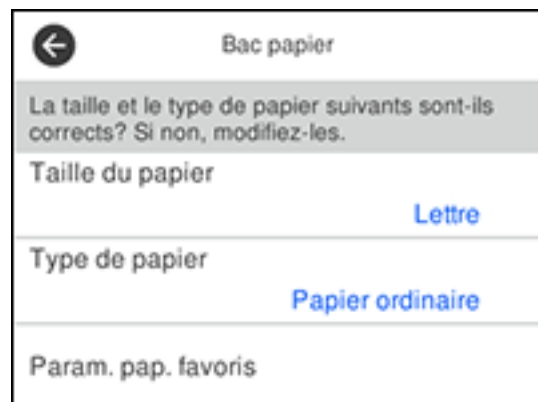 Bac papier
La taille et le type de papier suivants sont-ils
corrects? Si non, modifiez-les.
Taille du papier
Lettre
Type de papier
Papier ordinaire
Param. pap. favoris